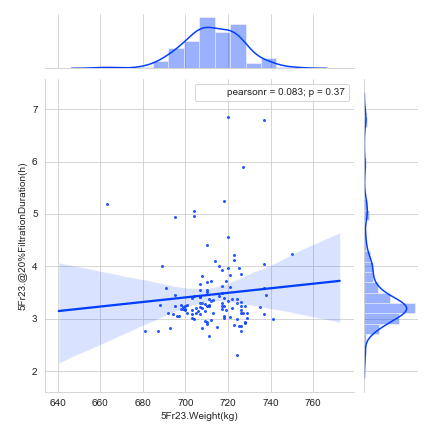 pearsonr = 0.083; p = 0.37
7
6
5
4
3
2
5Fr23.@20%FiltrationDuration(h)
640 660 680 700 720 740 760
5Fr23.Weight(kg)